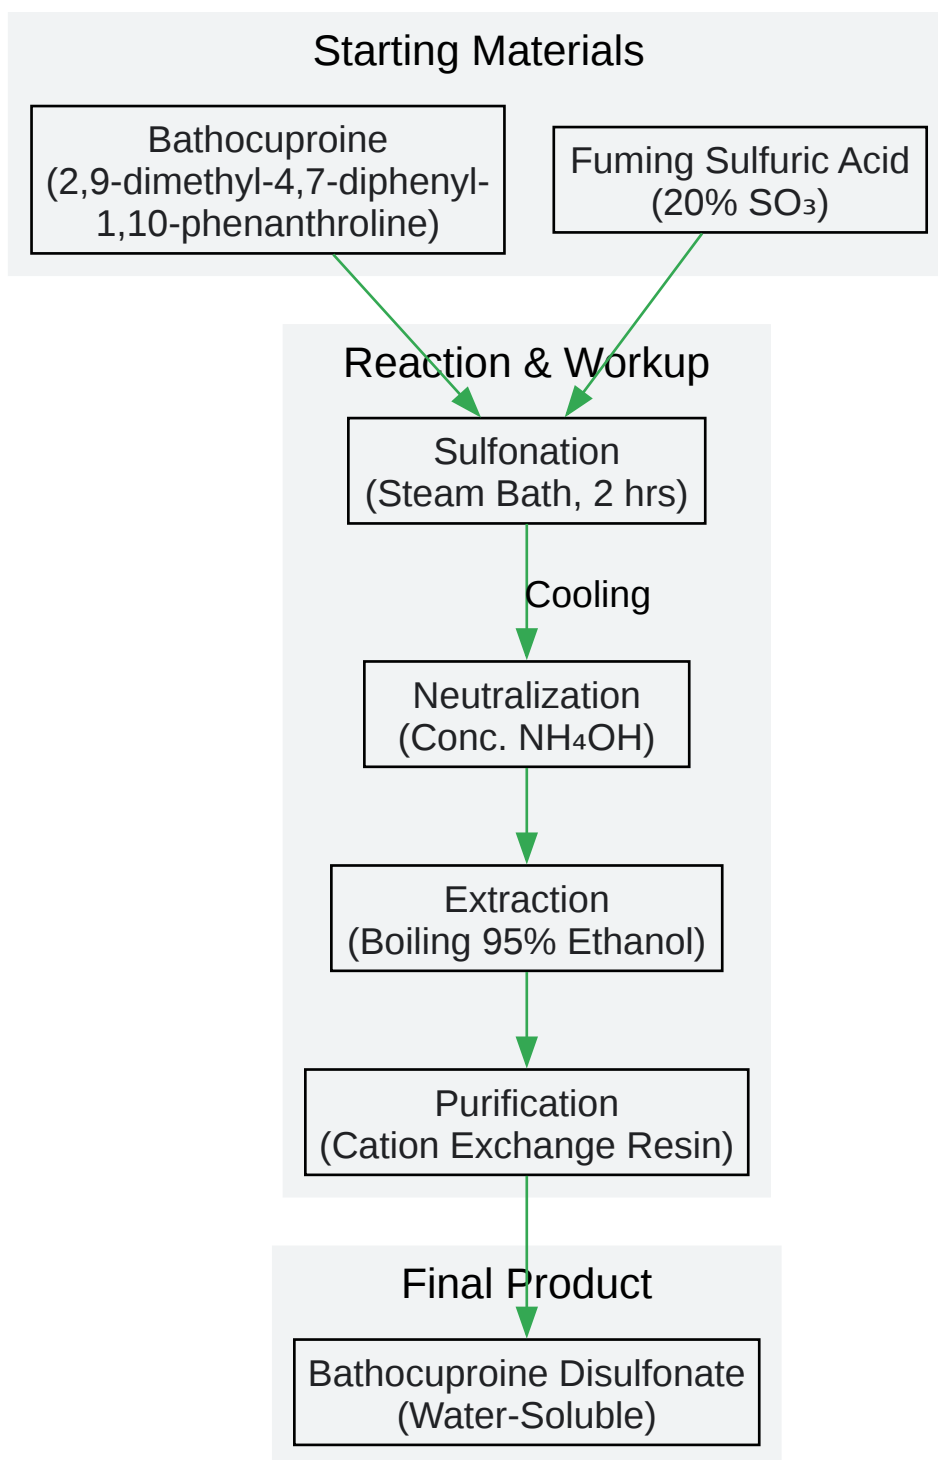 Starting Materials
Bathocuproine
(2,9-dimethyl-4,7-diphenyl-
1,10-phenanthroline)
Fuming Sulfuric Acid
(20% SO₃)
Reaction & Workup
Sulfonation
(Steam Bath, 2 hrs)
Cooling
Neutralization
(Conc. NH₄OH)
Extraction
(Boiling 95% Ethanol)
Purification
(Cation Exchange Resin)
Final Product
Bathocuproine Disulfonate
(Water-Soluble)